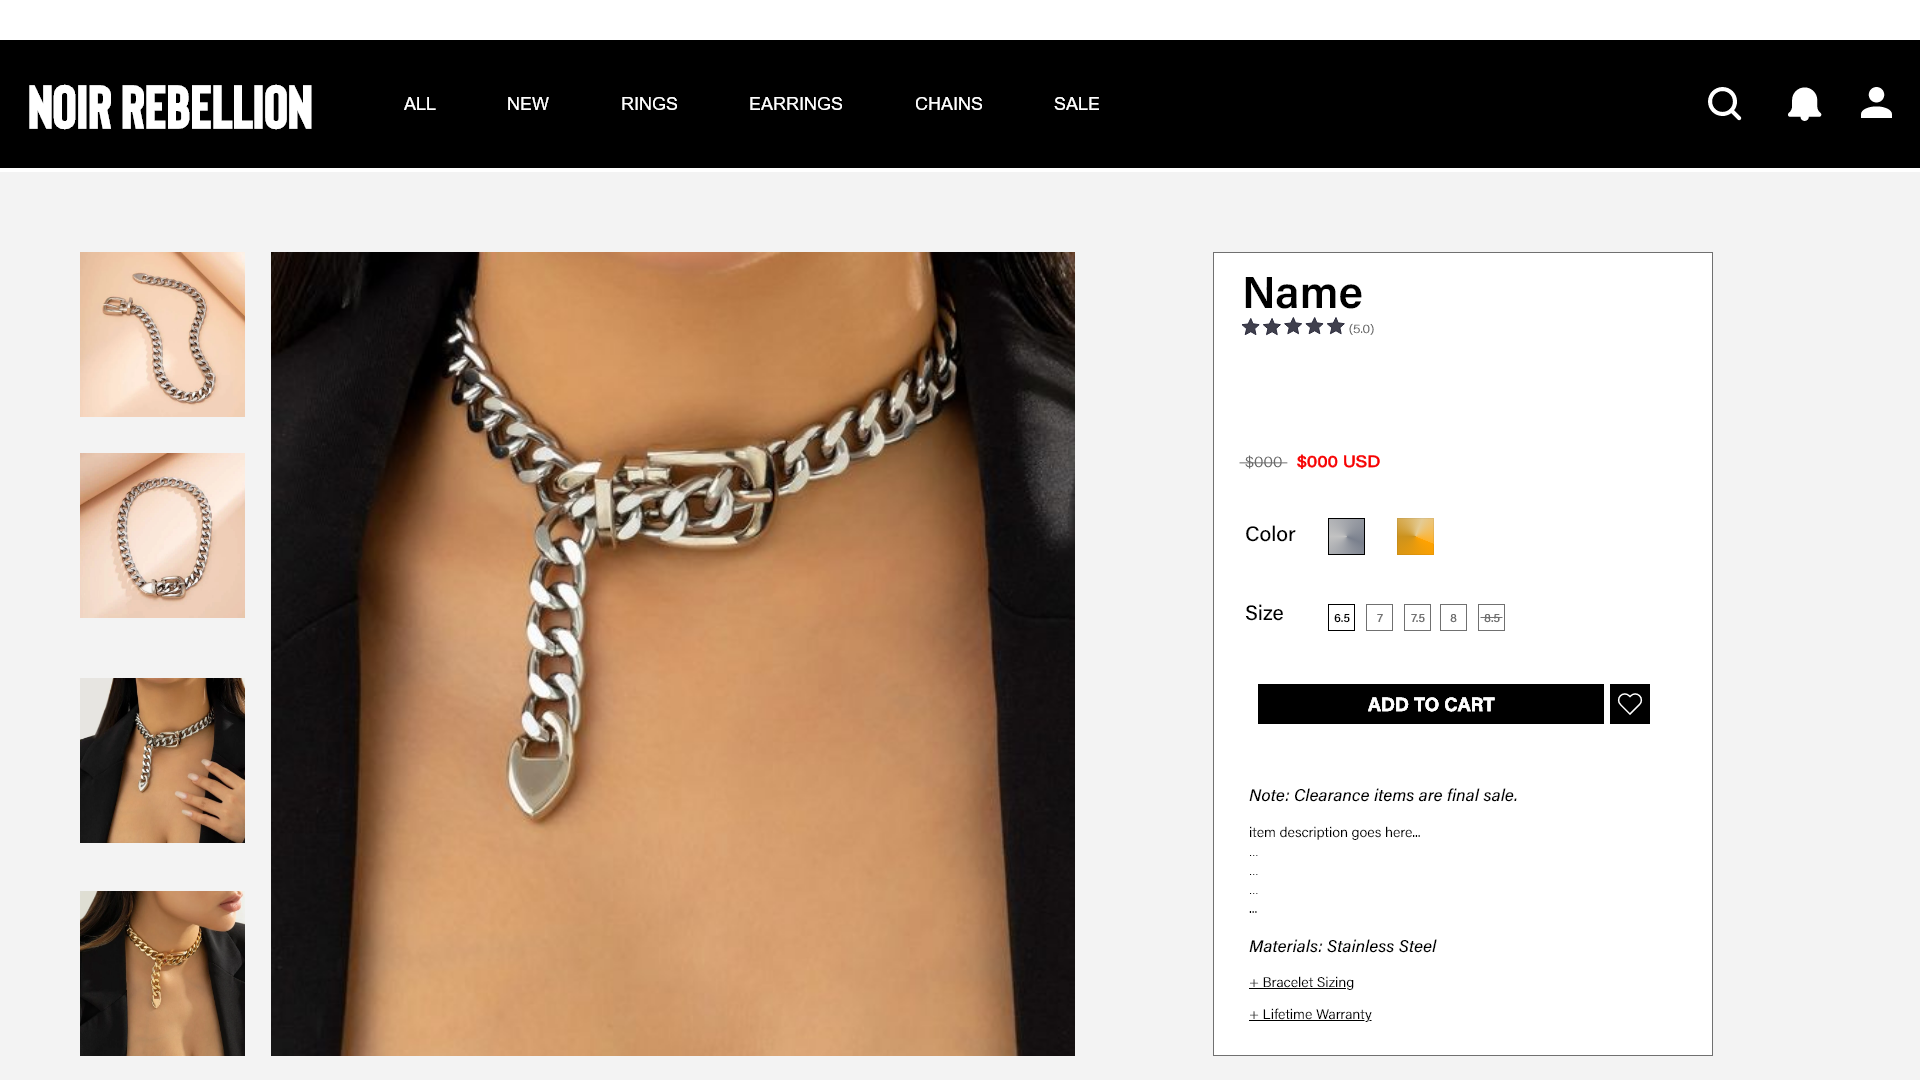 NOIR REBELLION
ALL NEW RINGS EARRINGS CHAINS SALE
Name
(5.0)
$000 $000 USD
Color
Size 6.5 7 7.5 8 8.5
ADD TO CART
Note: Clearance items are final sale.
item description goes here...
...
...
...
...
Materials: Stainless Steel
+ Bracelet Sizing
+ Lifetime Warranty